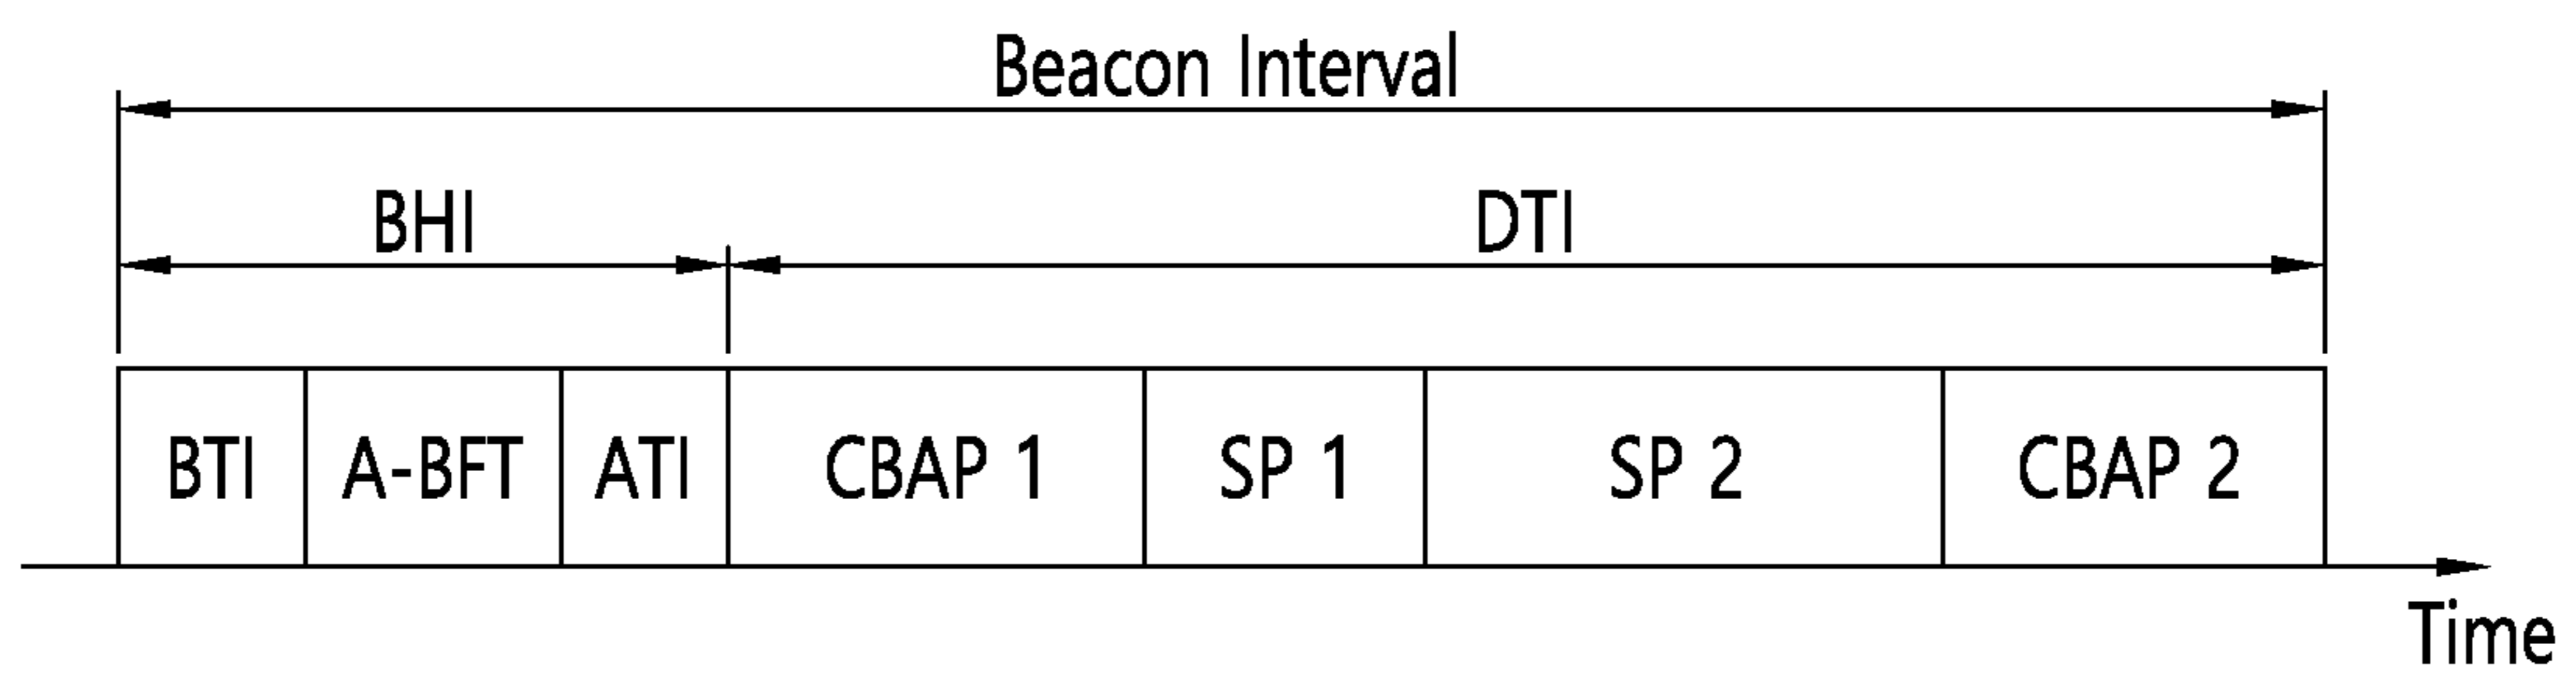 Beacon Interval
BHI DTI
BTI A-BFT ATI CBAP 1 SP 1 SP 2 CBAP 2
Time